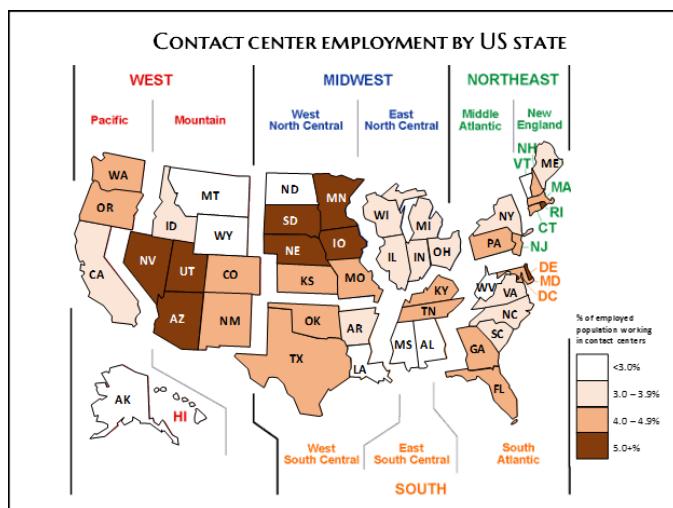 CONTACT CENTER EMPLOYMENT BY US STATE
WEST
MIDWEST
NORTHEAST
Pacific
Mountain
West
North Central
East
North Central
Middle
Atlantic
New
England
NH
VT
ME
WA
MT
ND
MN
MA
OR
ID
SD
WI
MI
NY
RI
WY
CT
NE
IO
PA
NJ
NV
UT
IL
IN
OH
CA
CO
KS
MO
WV
VA
DE
MD
DC
KY
AZ
NM
OK
AR
TN
NC
SC
TX
MS
AL
GA
LA
FL
AK
HI
% of employed
population working
in contact centers
<3.0%
3.0 – 3.9%
4.0 – 4.9%
5.0+%
West
South Central
East
South Central
South
Atlantic
SOUTH